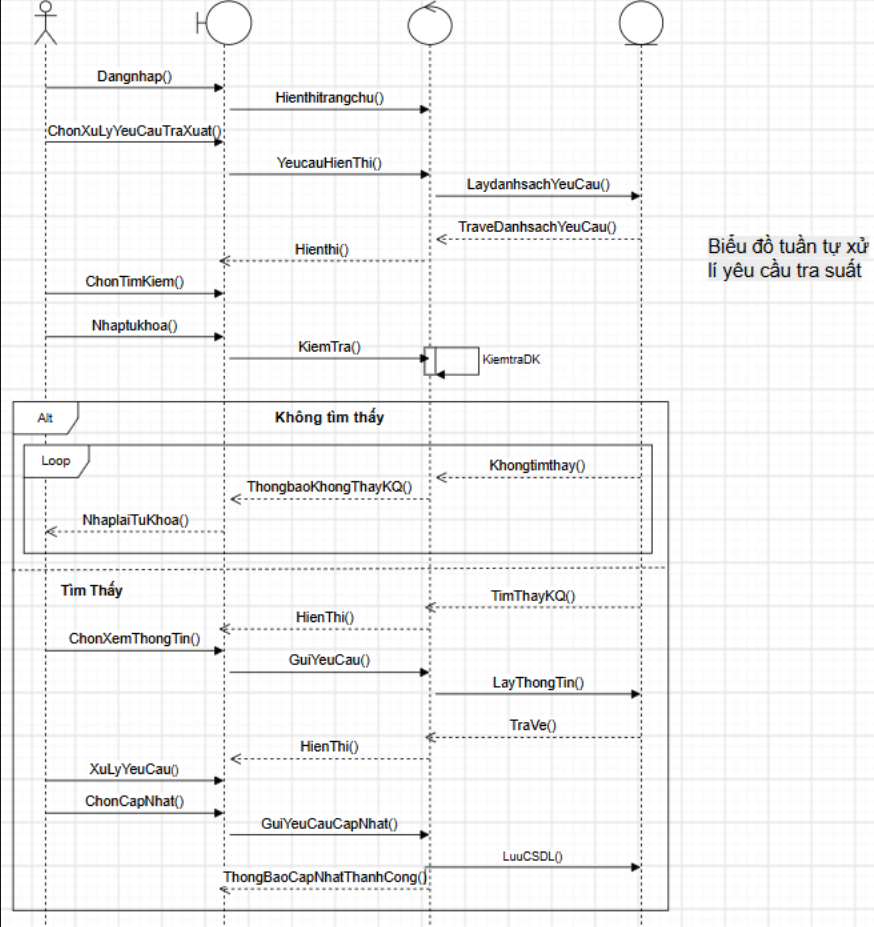 Dangnhap()
Hienthitrangchu()
ChonXuLyYeuCauTraXuat()
YeucauHienThi()
LaydanhsachYeuCau()
TraveDanhsachYeuCau()
Hienthi()
Biểu đồ tuần tự xử
lí yêu cầu tra suất
ChonTimKiem()
Nhaptukhoa()
KiemTra()
KiemtraDK
Alt
Không tìm thấy
Loop
Khongtimthay()
ThongbaoKhongThayKQ()
NhaplaiTuKhoa()
Tìm Thấy
TimThayKQ()
HienThi()
ChonXemThongTin()
GuiYeuCau()
LayThongTin()
TraVe()
HienThi()
XuLyYeuCau()
ChonCapNhat()
GuiYeuCauCapNhat()
LuuCSDL()
ThongBaoCapNhatThanhCong()